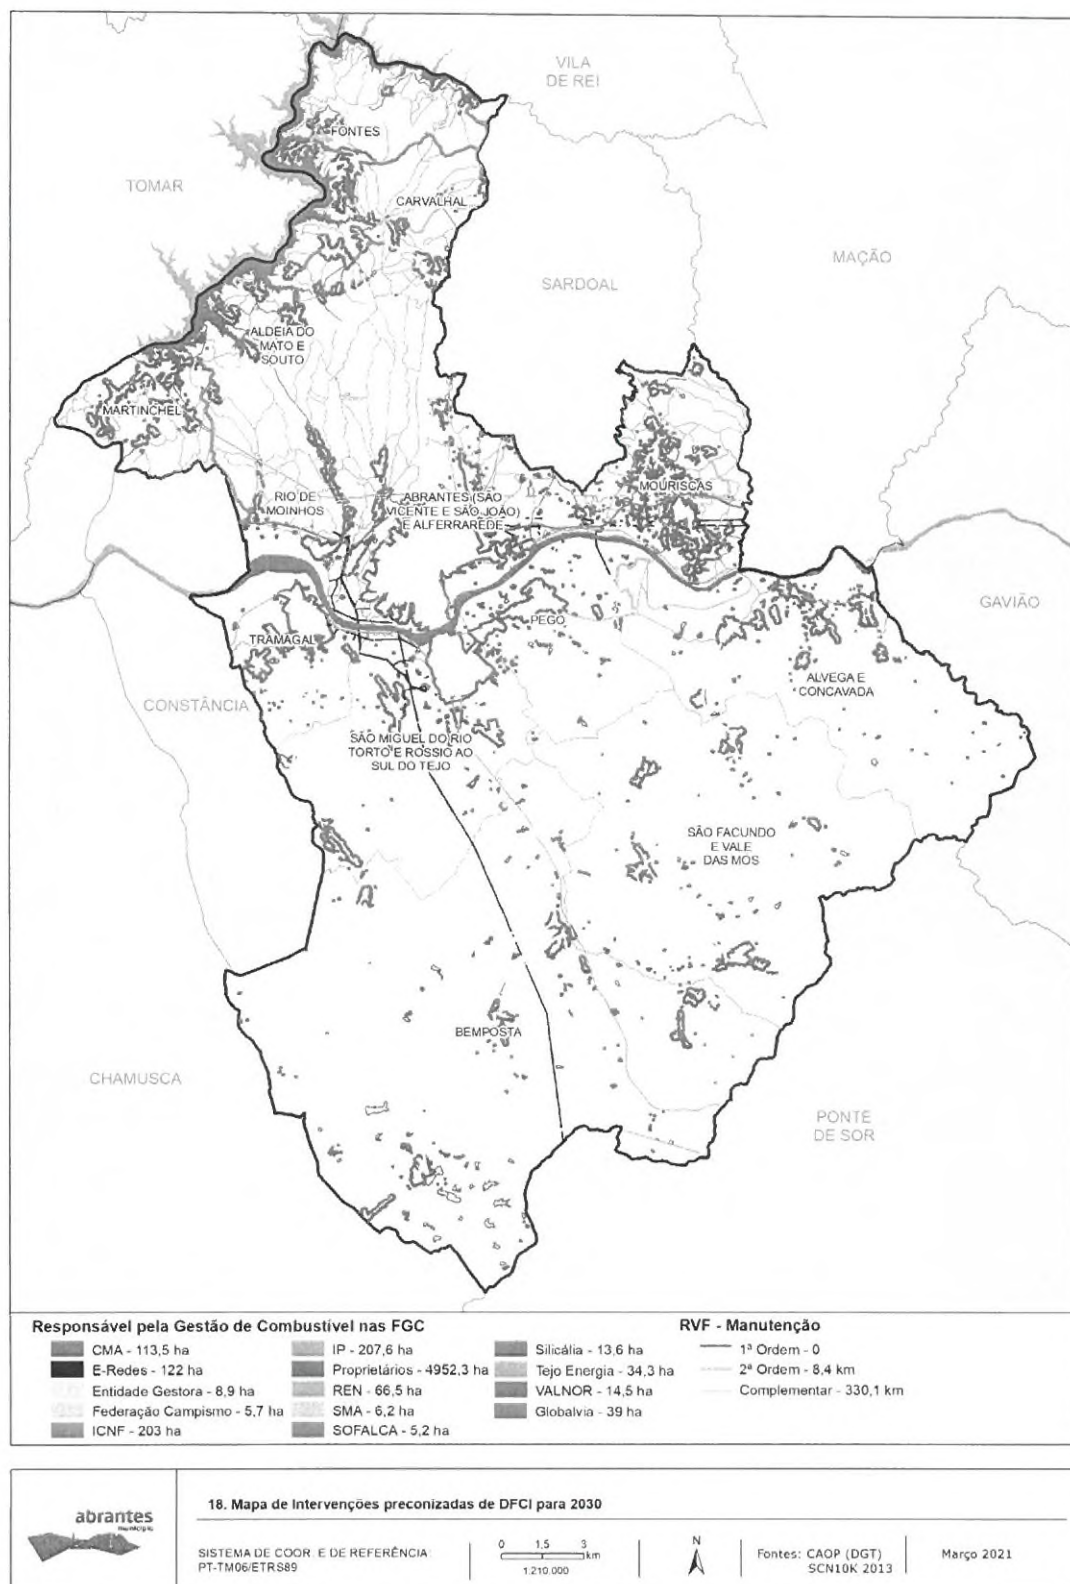 VILA
DE REI
FONTES
TOMAR
CARVALHAL
MAÇÃO
SARDOAL
ALDEIA DO
MATO E
SOUTO
MARTINCHEL
MOURISCAS
RIO DE
MOINHOS
ABRANTES (SÃO
VICENTE E SÃO JOÃO)
E ALFERRAREDE
GAVIÃO
PEGO
TRAMAGAL
ALVEGA E
CONCAVADA
CONSTÂNCIA
SÃO MIGUEL DO RIO
TORTO E ROSSIO AO
SUL DO TEJO
SÃO FACUNDO
E VALE
DAS MÓS
BEMPOSTA
CHAMUSCA
PONTE
DE SOR
Responsável pela Gestão de Combustível nas FGC
CMA - 113,5 ha
E-Redes - 122 ha
Entidade Gestora - 8,9 ha
Federação Campismo - 5,7 ha
ICNF - 203 ha
IP - 207,6 ha
Proprietários - 4952,3 ha
REN - 66,5 ha
SMA - 6,2 ha
SOFALCA - 5,2 ha
Silicália - 13,6 ha
Tejo Energia - 34,3 ha
VALNOR - 14,5 ha
Globalvia - 39 ha
RVF - Manutenção
1ª Ordem - 0
2ª Ordem - 8,4 km
Complementar - 330,1 km
abrantes
município
18. Mapa de Intervenções preconizadas de DFCI para 2030
SISTEMA DE COOR. E DE REFERÊNCIA
PT-TM06/ETRS89
0 1,5 3
km
1:210.000
N
Fontes: CAOP (DGT)
SCN10K 2013
Março 2021